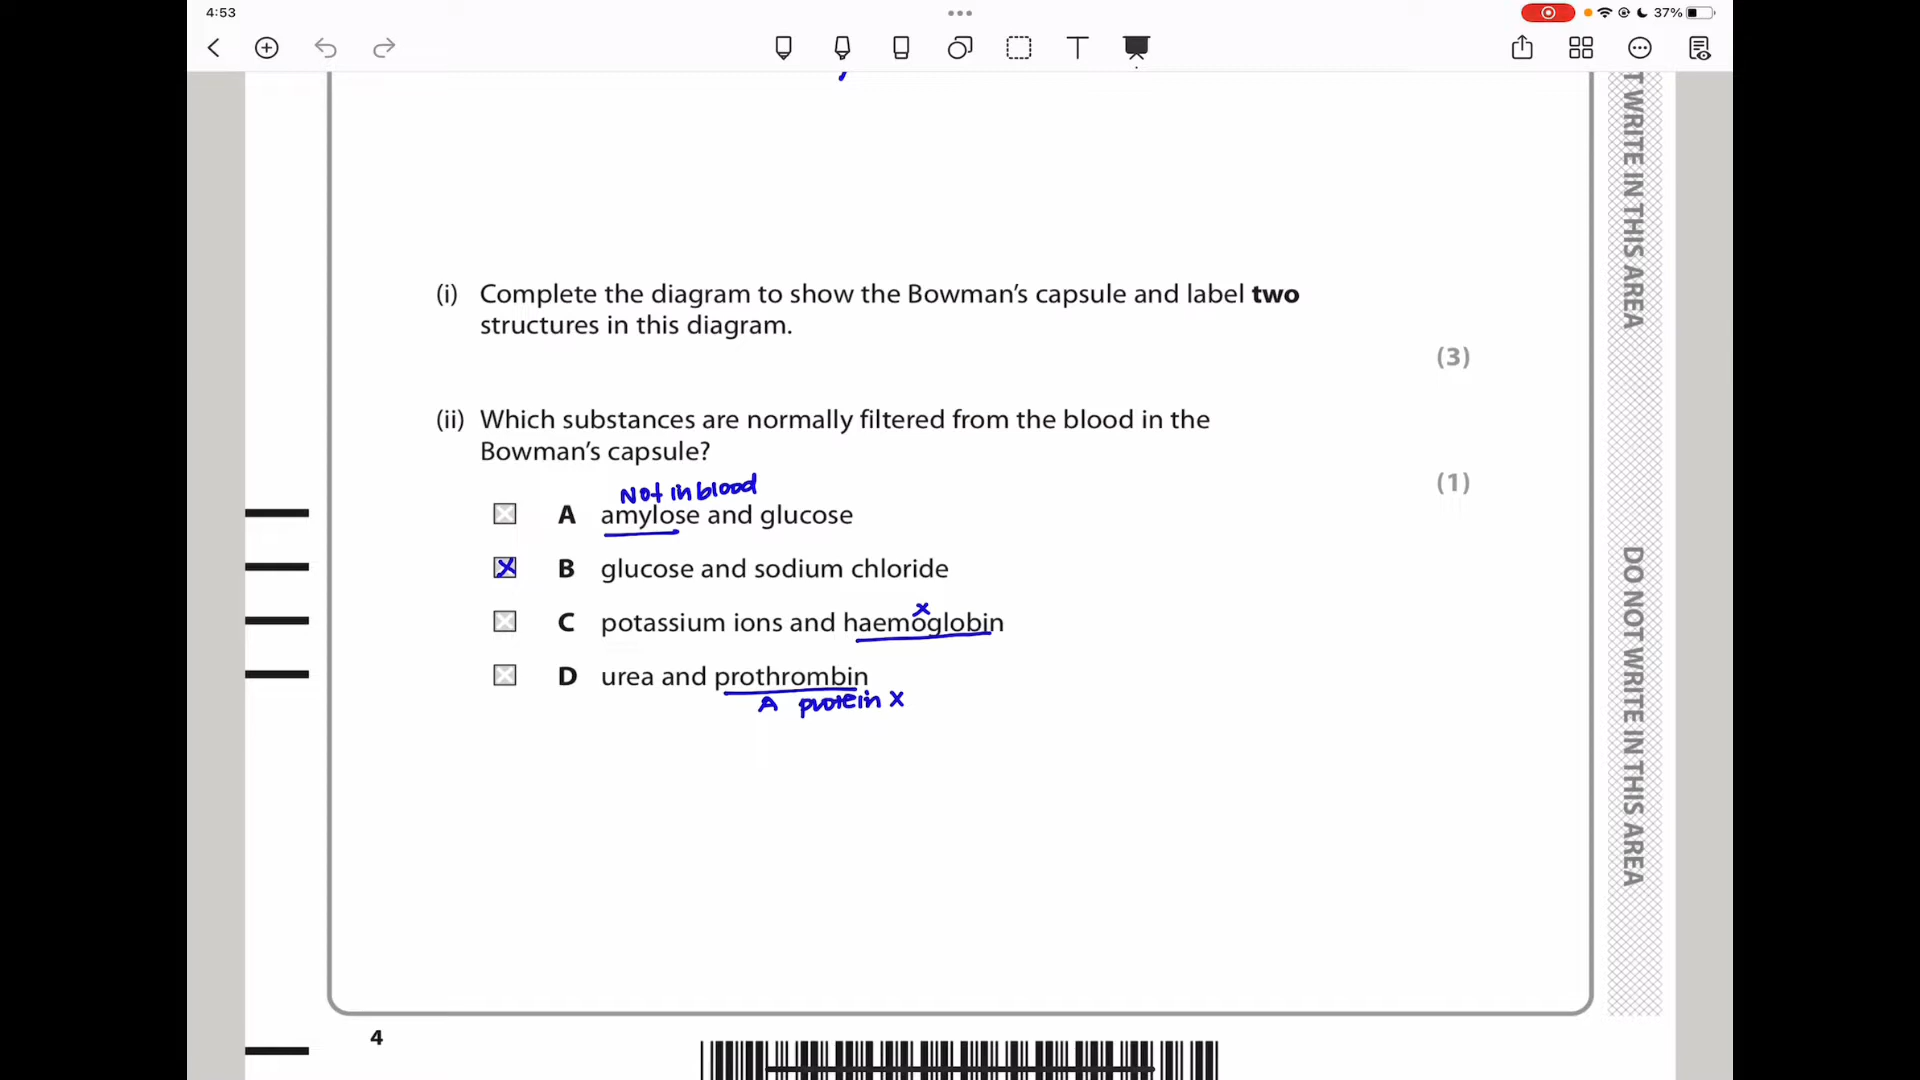 4:53
37%
(i) Complete the diagram to show the Bowman's capsule and label two
structures in this diagram.
(3)
(ii) Which substances are normally filtered from the blood in the
Bowman's capsule?
(1)
Not in blood
A amylose and glucose
B glucose and sodium chloride
x
C potassium ions and haemoglobin
D urea and prothrombin
A protein x
4
T WRITE IN THIS AREA
DO NOT WRITE IN THIS AREA